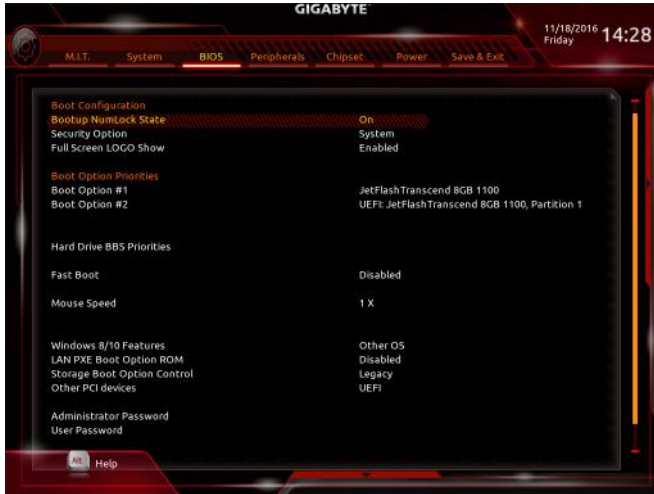 GIGABYTE
11/18/2016 14:28
Friday
M.I.T. System BIOS Peripherals Chipset Power Save & Exit
Boot Configuration
Bootup NumLock State On
Security Option System
Full Screen LOGO Show Enabled
Boot Option Priorities
Boot Option #1 JetFlashTranscend 8GB 1100
Boot Option #2 UEFI: JetFlashTranscend 8GB 1100, Partition 1
Hard Drive BBS Priorities
Fast Boot Disabled
Mouse Speed 1 X
Windows 8/10 Features Other OS
LAN PXE Boot Option ROM Disabled
Storage Boot Option Control Legacy
Other PCI devices UEFI
Administrator Password
User Password
Alt Help